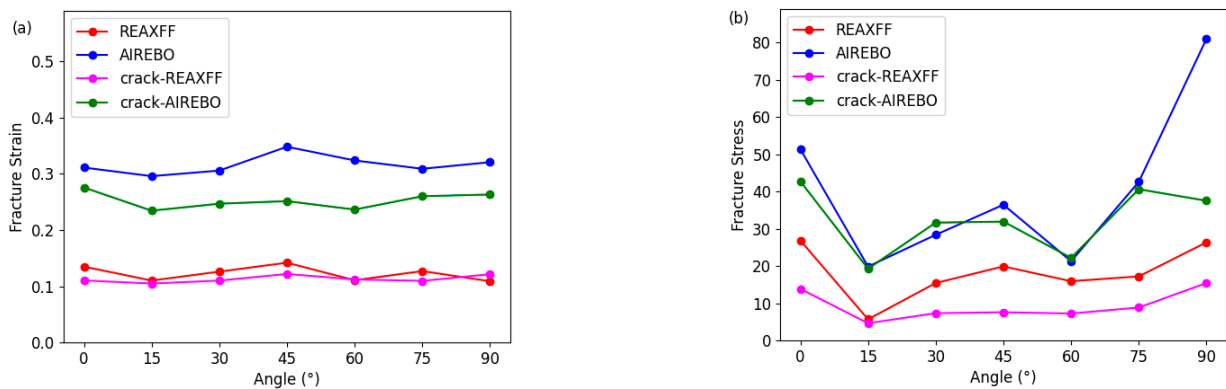 (a)
REAXFF
AIREBO
crack-REAXFF
crack-AIREBO
0.5
0.4
0.3
0.2
0.1
0.0
Fracture Strain
0 15 30 45 60 75 90
Angle (°)
(b)
REAXFF
AIREBO
crack-REAXFF
crack-AIREBO
80
70
60
50
40
30
20
10
0
Fracture Stress
0 15 30 45 60 75 90
Angle (°)